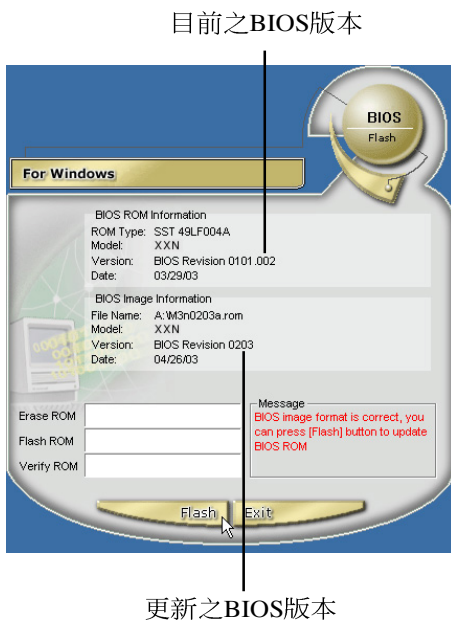 目前之BIOS版本
BIOS
Flash
For Windows
BIOS ROM Information
ROM Type: SST 49LF004A
Model: XXN
Version: BIOS Revision 0101.002
Date: 03/29/03
BIOS Image Information
File Name: A:\M3n0203a.rom
Model: XXN
Version: BIOS Revision 0203
Date: 04/26/03
Erase ROM
Flash ROM
Verify ROM
Message
BIOS image format is correct, you
can press [Flash] button to update
BIOS ROM
Flash Exit
更新之BIOS版本